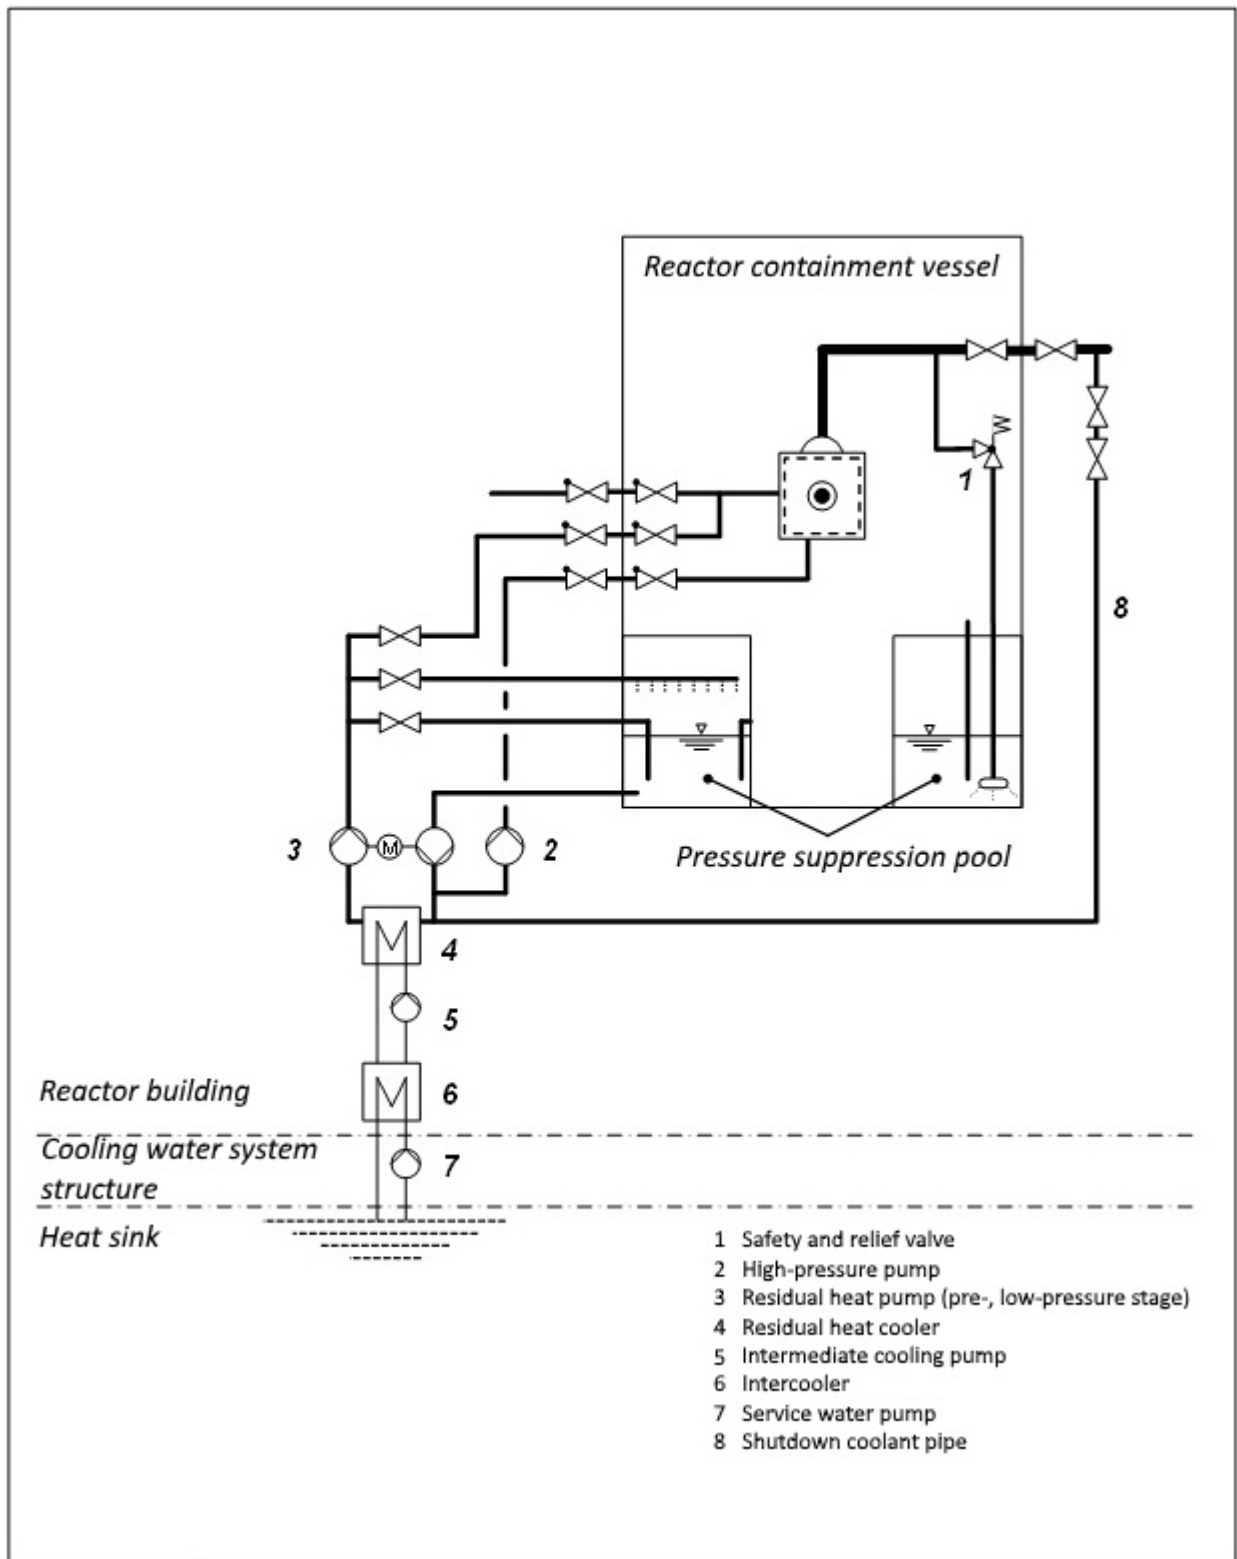 Reactor containment vessel
1
8
3
M
2
Pressure suppression pool
4
5
Reactor building
6
Cooling water system
structure
7
Heat sink
1 Safety and relief valve
2 High-pressure pump
3 Residual heat pump (pre-, low-pressure stage)
4 Residual heat cooler
5 Intermediate cooling pump
6 Intercooler
7 Service water pump
8 Shutdown coolant pipe